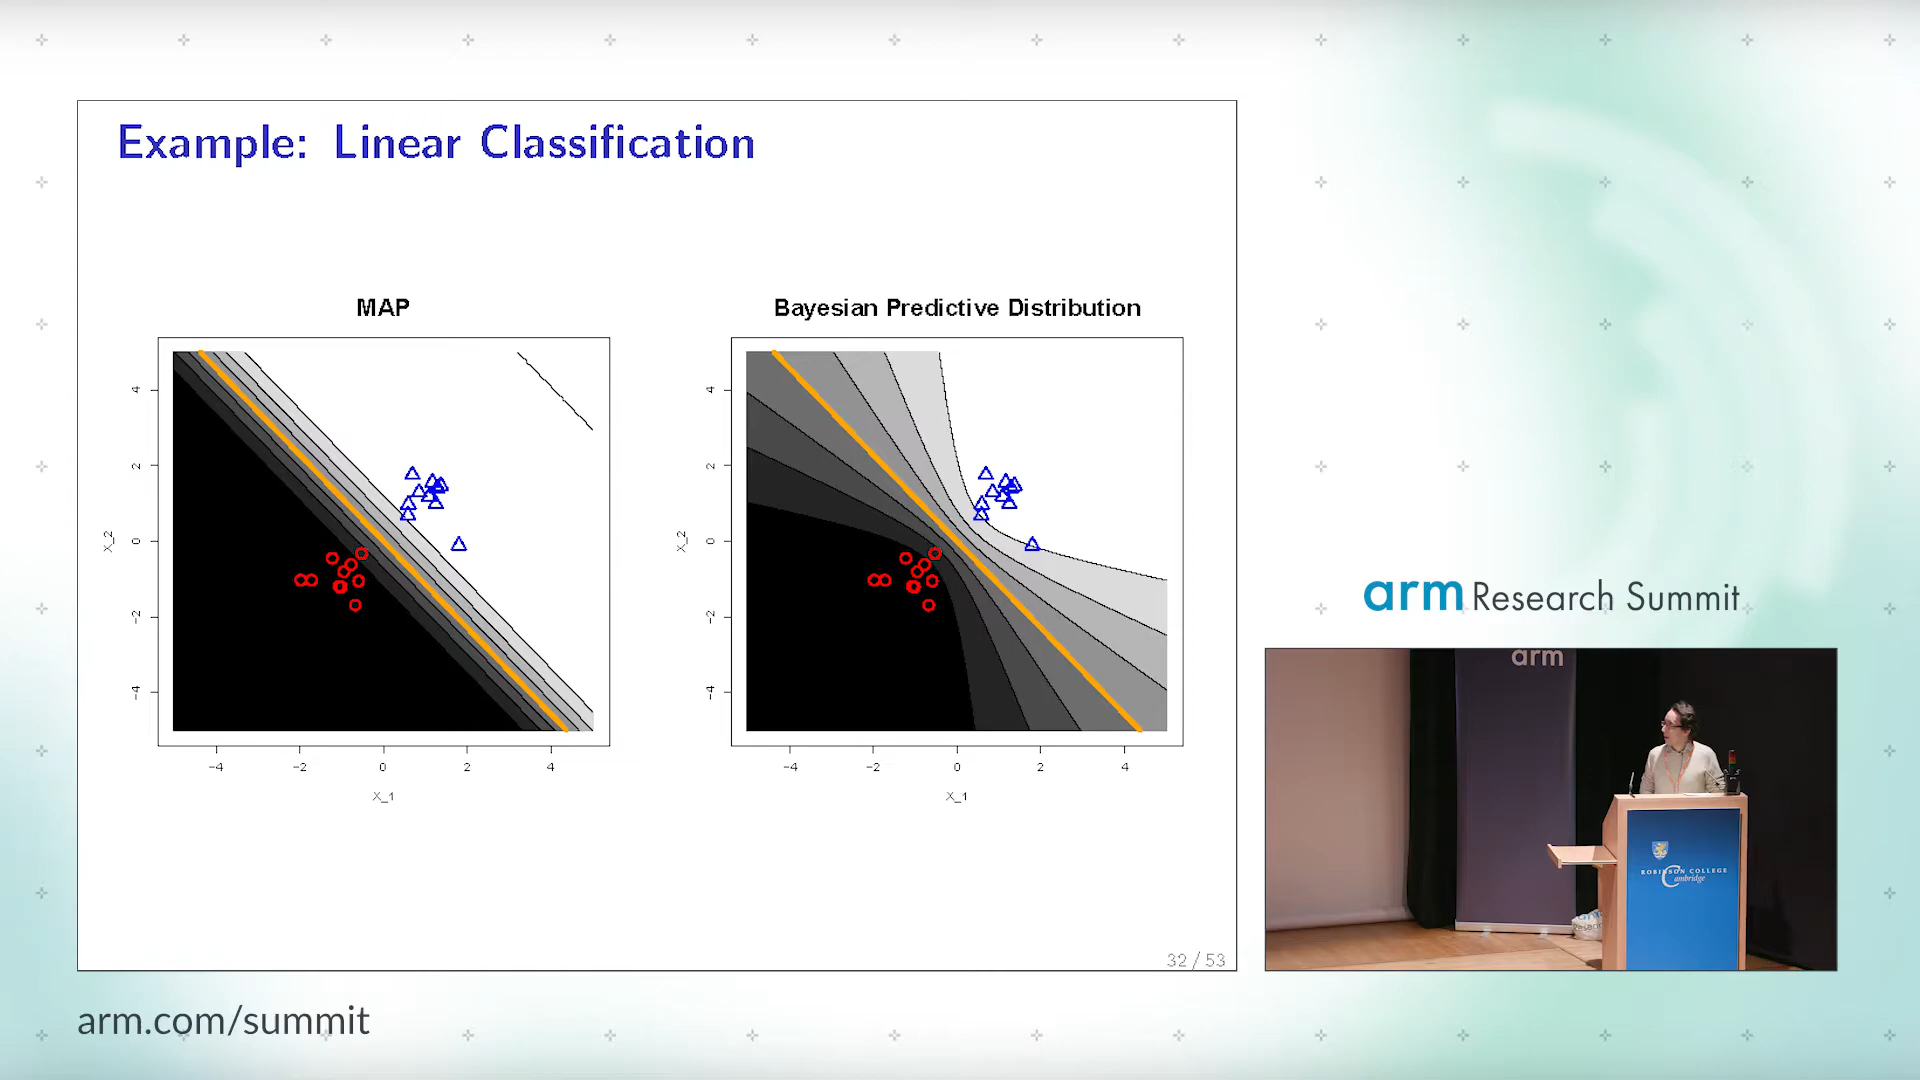 Example: Linear Classification
MAP
4
2
0
-2
-4
X_2
-4
-2
0
2
4
X_1
Bayesian Predictive Distribution
4
2
0
-2
-4
X_2
-4
-2
0
2
4
X_1
32 / 53
arm Research Summit
arm
ROBINSON COLLEGE
Cambridge
arm.com/summit